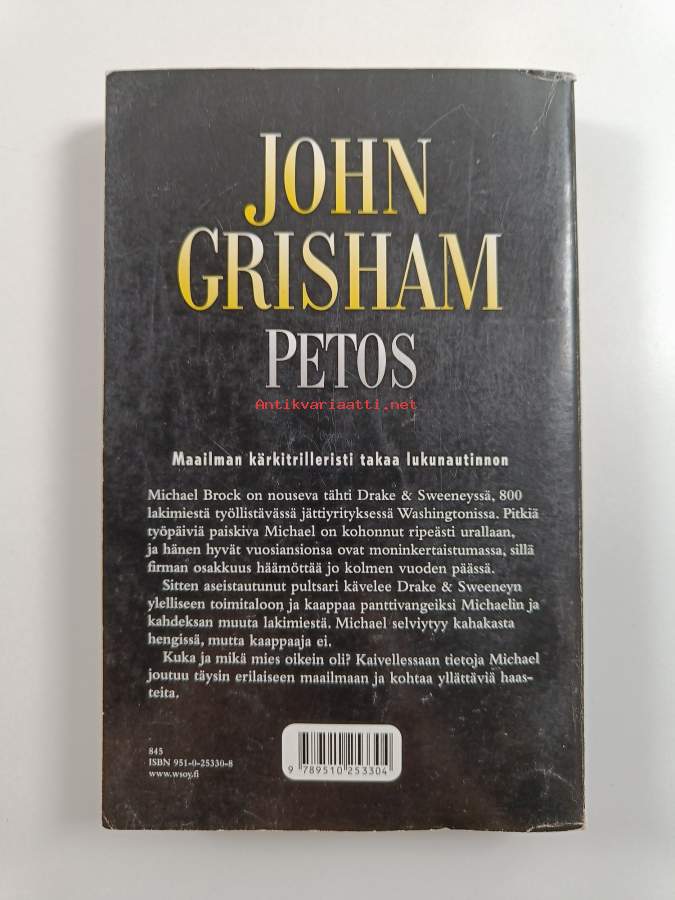 JOHN
GRISHAM
PETOS
Antikvariaatti.net
Maailman kärkitrilleristi takaa lukunautinnon
Michael Brock on nouseva tähti Drake & Sweeneyssä, 800
lakimiestä työllistävässä jättiyrityksessä Washingtonissa. Pitkiä
työpäiviä paiskiva Michael on kohonnut ripeästi urallaan,
ja hänen hyvät vuosiansionsa ovat moninkertaistumassa, sillä
firman osakkuus häämöttää jo kolmen vuoden päässä.
Sitten aseistautunut pultsari kävelee Drake & Sweeneyn
ylelliseen toimitaloon ja kaappaa panttivangeiksi Michaelin ja
kahdeksan muuta lakimiestä. Michael selviytyy kahakasta
hengissä, mutta kaappaaja ei.
Kuka ja mikä mies oikein oli? Kaivellessaan tietoja Michael
joutuu täysin erilaiseen maailmaan ja kohtaa yllättäviä haas-
teita.
845
ISBN 951-0-25330-8
www.wsoy.fi
9 789510 253304